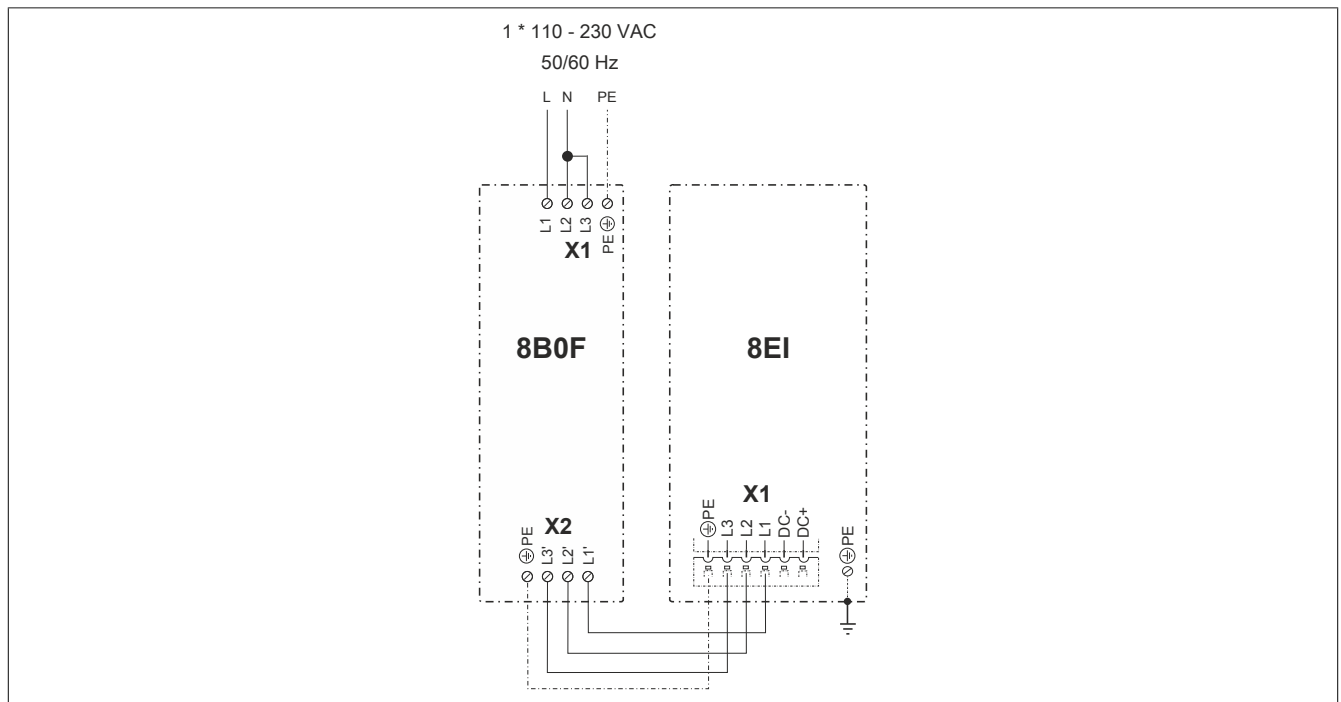 1 * 110 - 230 VAC
50/60 Hz
L N PE
L1 L2 L3 PE
X1
8B0F
8EI
X2
PE L3' L2' L1'
X1
PE L3 L2 L1 DC- DC+
PE